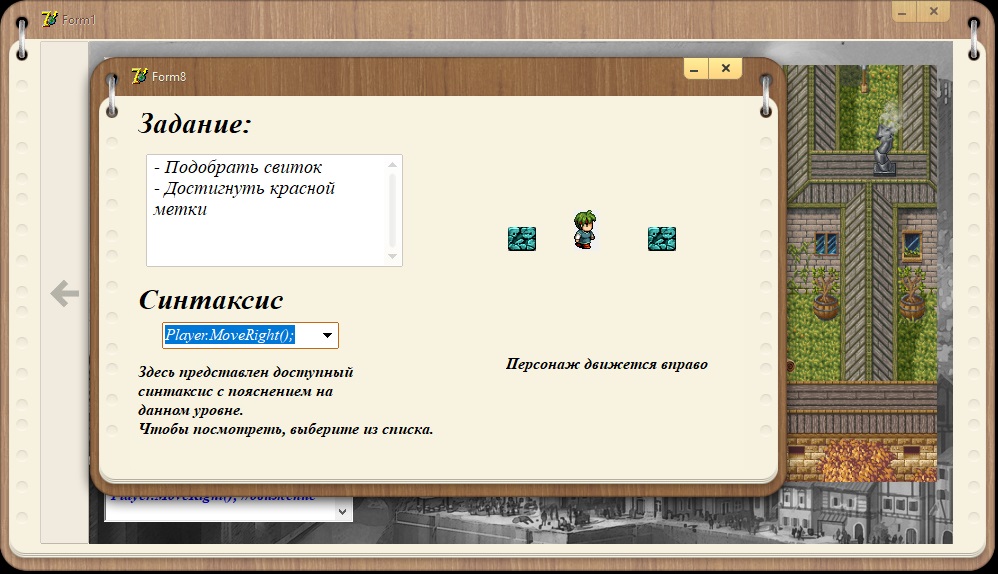 Form1
Form8
Задание:
- Подобрать свиток
- Достигнуть красной
метки
Синтаксис
Player.MoveRight();
Здесь представлен доступный
синтаксис с пояснением на
данном уровне.
Чтобы посмотреть, выберите из списка.
Персонаж движется вправо
Player.MoveRight(); //движение